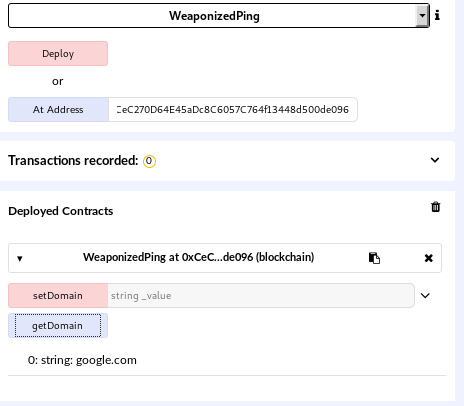 WeaponizedPing
Deploy
or
At Address CeC270D64E45aDc8C6057C764f13448d500de096
Transactions recorded: 0
Deployed Contracts
WeaponizedPing at 0xCeC...de096 (blockchain)
setDomain string _value
getDomain
0: string: google.com